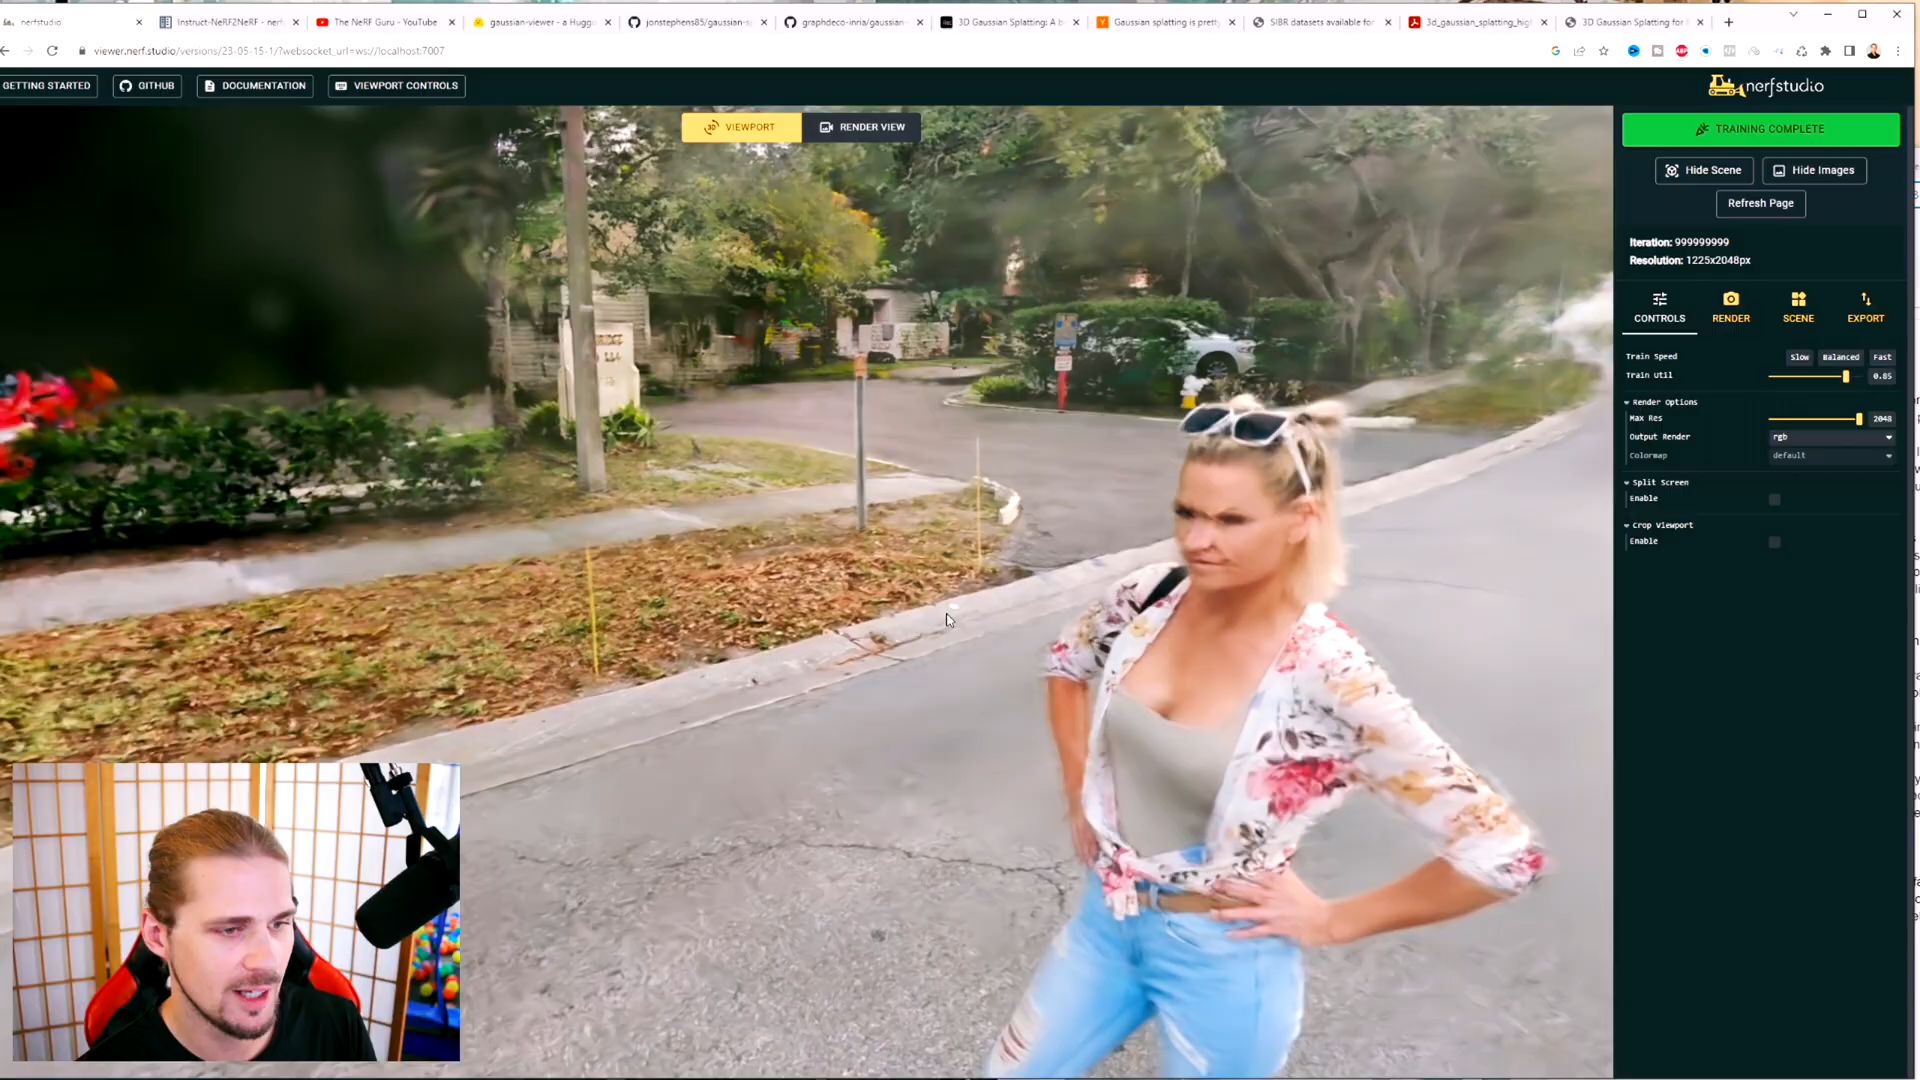 nerfstudio
Instruct-NeRF2NeRF - nerf
The NeRF Guru - YouTube
gaussian-viewer - a Hugg
jonstephens85/gaussian-s
graphdeco-inria/gaussian
3D Gaussian Splatting: A b
Gaussian splatting is pretty
SIBR datasets available for
3d_gaussian_splatting_hig
3D Gaussian Splatting for
viewer.nerf.studio/versions/23-05-15-1/?websocket_url=ws://localhost:7007
GETTING STARTED
GITHUB
DOCUMENTATION
VIEWPORT CONTROLS
nerfstudio
VIEWPORT
RENDER VIEW
TRAINING COMPLETE
Hide Scene
Hide Images
Refresh Page
Iteration: 999999999
Resolution: 1225x2048px
CONTROLS
RENDER
SCENE
EXPORT
Train Speed
Slow
Balanced
Fast
Train Util
0.85
Render Options
Max Res
2048
Output Render
rgb
Colormap
default
Split Screen
Enable
Crop Viewport
Enable